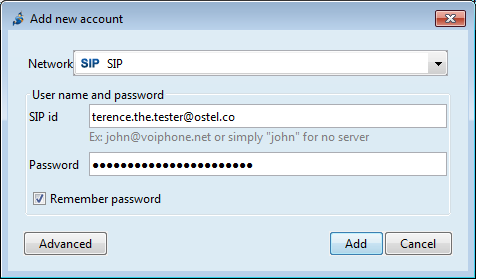 Add new account
Network SIP SIP
User name and password
SIP id terence.the.tester@ostel.co
Ex: john@voiphone.net or simply "john" for no server
Password ●●●●●●●●●●●●●●●●●●●●●●●
Remember password
Advanced Add Cancel